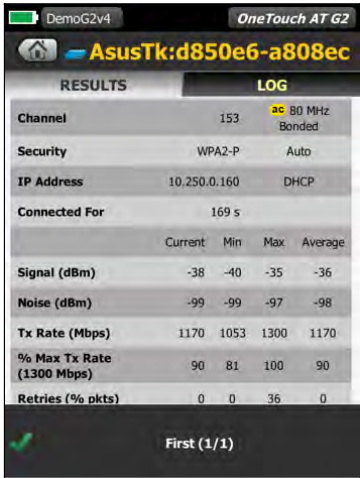 DemoG2v4 OneTouch AT G2
AsusTk:d850e6-a808ec
RESULTS LOG
Channel 153 ac 80 MHz
Bonded
Security WPA2-P Auto
IP Address 10.250.0.160 DHCP
Connected For 169 s
Current Min Max Average
Signal (dBm) -38 -40 -35 -36
Noise (dBm) -99 -99 -97 -98
Tx Rate (Mbps) 1170 1053 1300 1170
% Max Tx Rate
(1300 Mbps) 90 81 100 90
Retries (% pkts) 0 0 36 0
First (1/1)